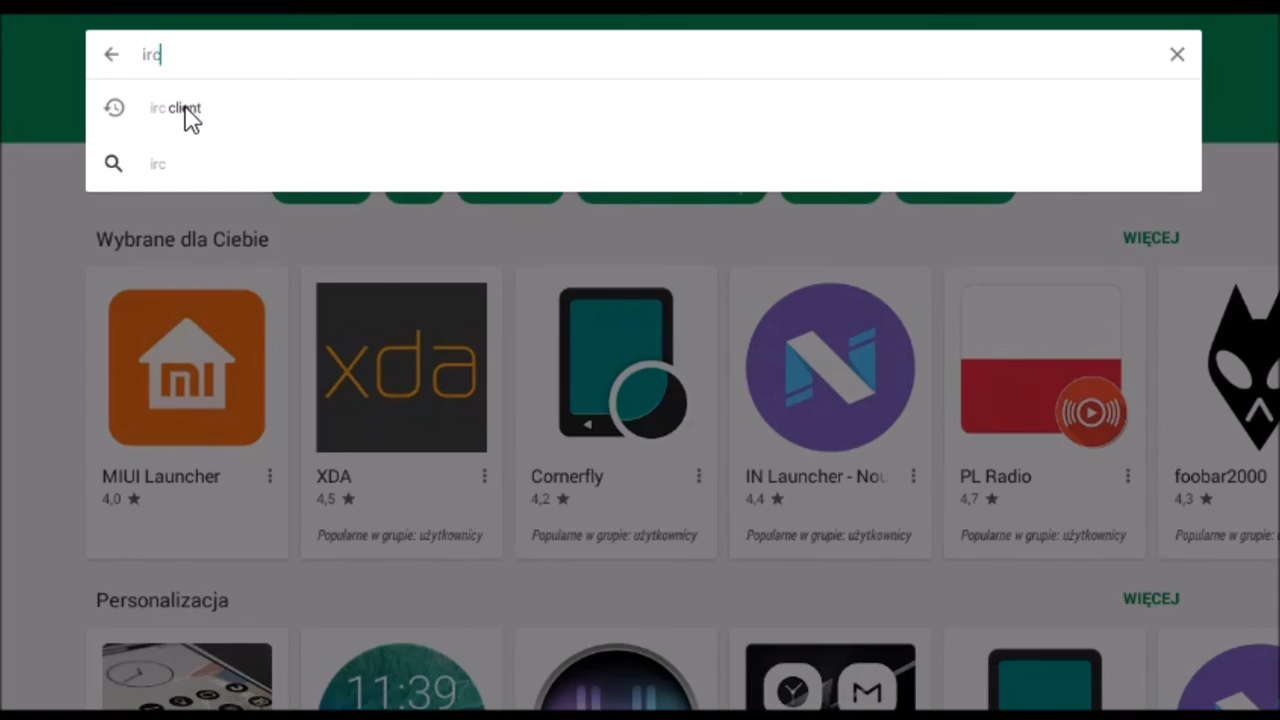 irc
irc client
irc
Wybrane dla Ciebie
WIĘCEJ
xda
MIUI Launcher
4,0
XDA
4,5
Popularne w grupie: użytkownicy
Cornerfly
4,2
Popularne w grupie: użytkownicy
IN Launcher - Nou
4,4
Popularne w grupie: użytkownicy
PL Radio
4,7
Popularne w grupie: użytkownicy
foobar2000
4,3
Popularne w grupie:
Personalizacja
WIĘCEJ
11:39